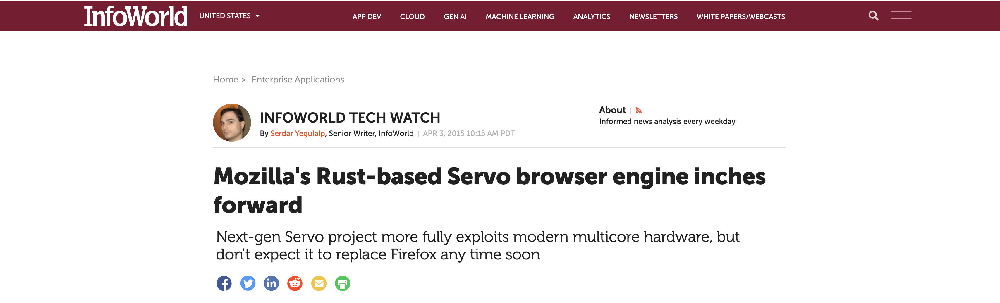 InfoWorld UNITED STATES APP DEV CLOUD GEN AI MACHINE LEARNING ANALYTICS NEWSLETTERS WHITE PAPERS/WEBCASTS
Home > Enterprise Applications
INFOWORLD TECH WATCH
By Serdar Yegulalp, Senior Writer, InfoWorld | APR 3, 2015 10:15 AM PDT
About |
Informed news analysis every weekday
Mozilla's Rust-based Servo browser engine inches
forward
Next-gen Servo project more fully exploits modern multicore hardware, but
don't expect it to replace Firefox any time soon